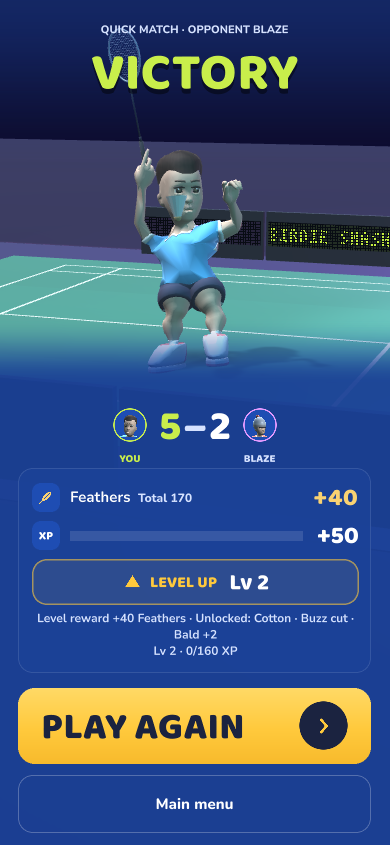 QUICK MATCH · OPPONENT BLAZE
VICTORY
BIRDIE SMASH
5–2
YOU
BLAZE
Feathers Total 170 +40
XP +50
LEVEL UP Lv 2
Level reward +40 Feathers · Unlocked: Cotton · Buzz cut ·
Bald +2
Lv 2 · 0/160 XP
PLAY AGAIN
Main menu